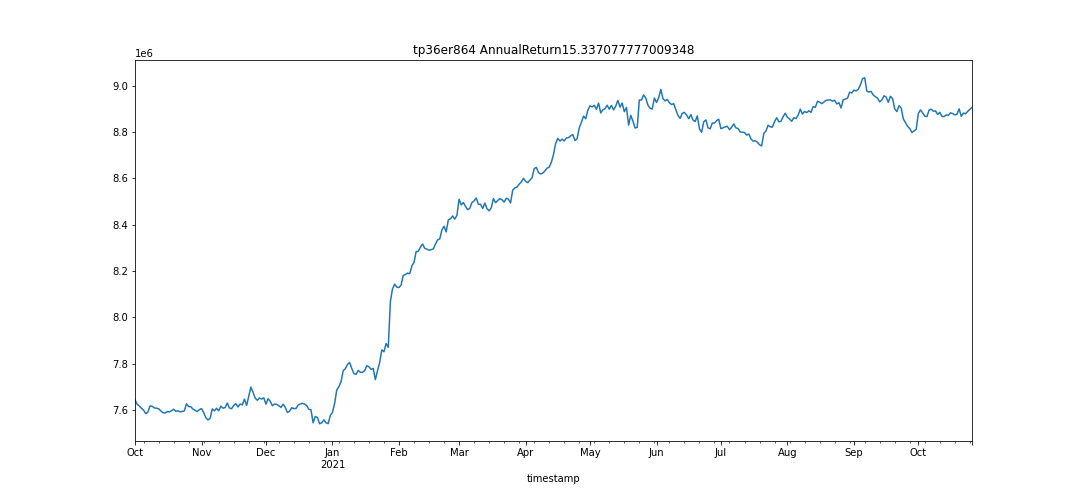 tp36er864 AnnualReturn15.337077777009348
1e6
9.0
8.8
8.6
8.4
8.2
8.0
7.8
7.6
Oct Nov Dec Jan Feb Mar Apr May Jun Jul Aug Sep Oct
2021
timestamp